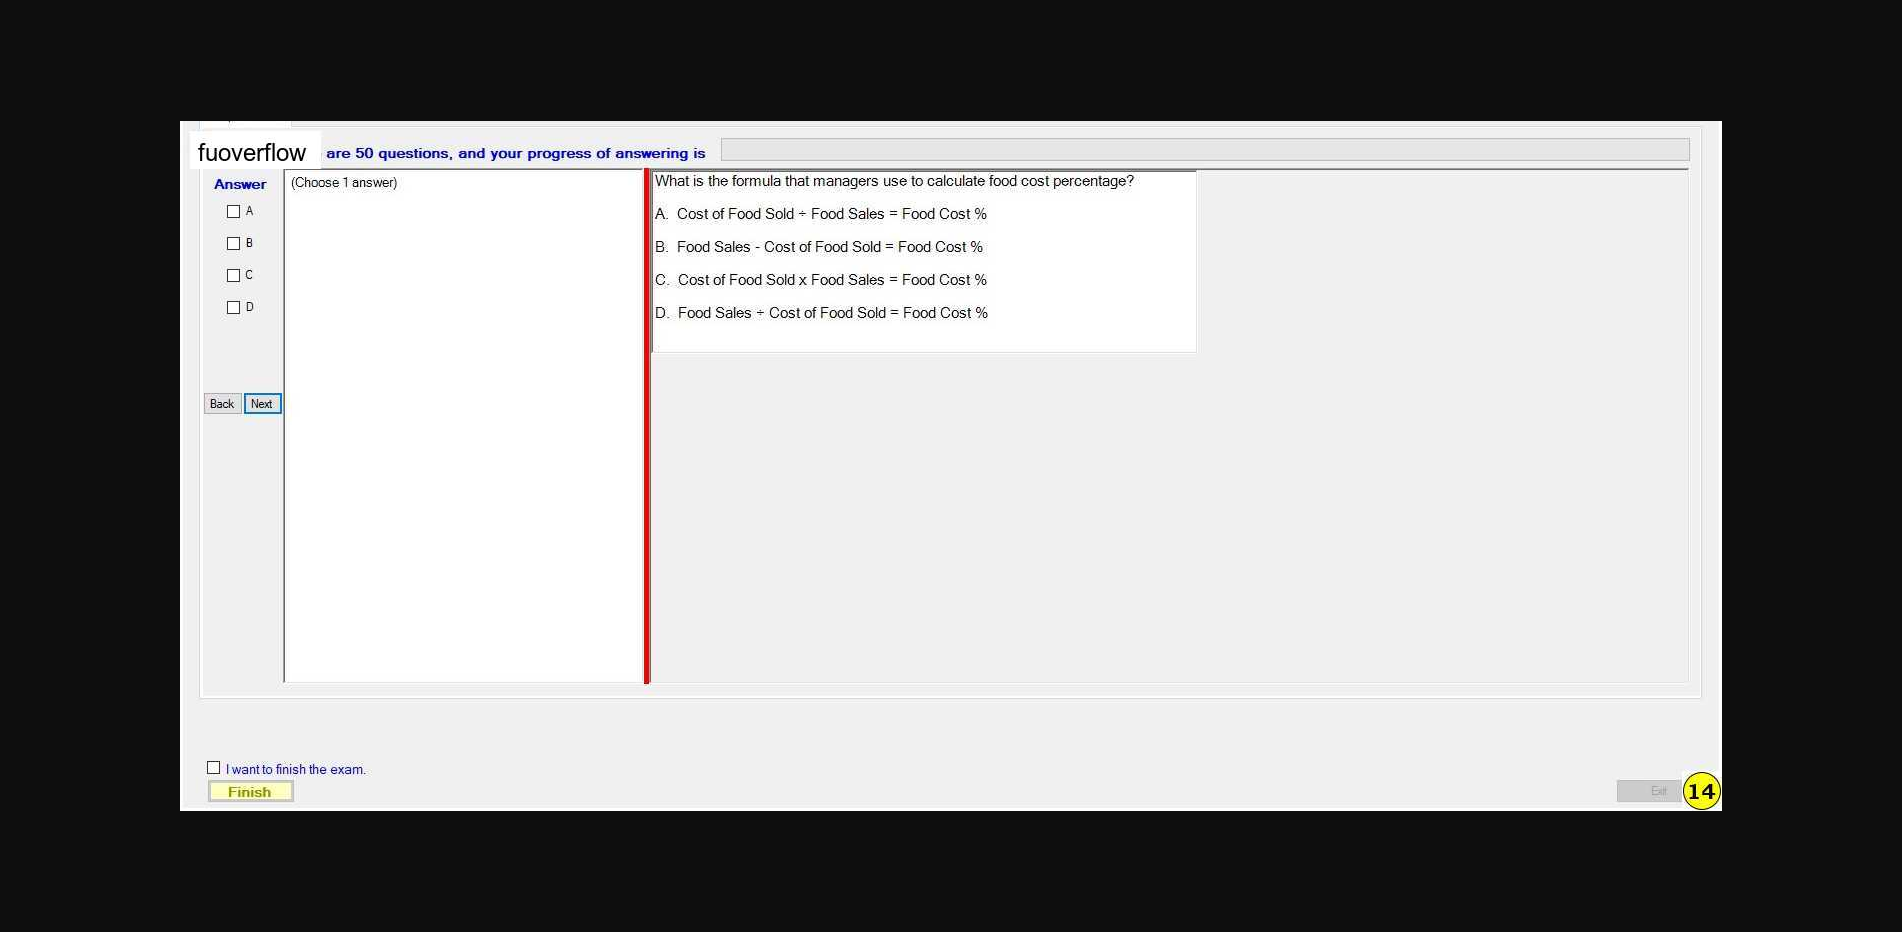 fuoverflow are 50 questions, and your progress of answering is
Answer
A
B
C
D
Back Next
(Choose 1 answer)
What is the formula that managers use to calculate food cost percentage?
A. Cost of Food Sold ÷ Food Sales = Food Cost %
B. Food Sales - Cost of Food Sold = Food Cost %
C. Cost of Food Sold x Food Sales = Food Cost %
D. Food Sales ÷ Cost of Food Sold = Food Cost %
I want to finish the exam.
Finish
Exit
14